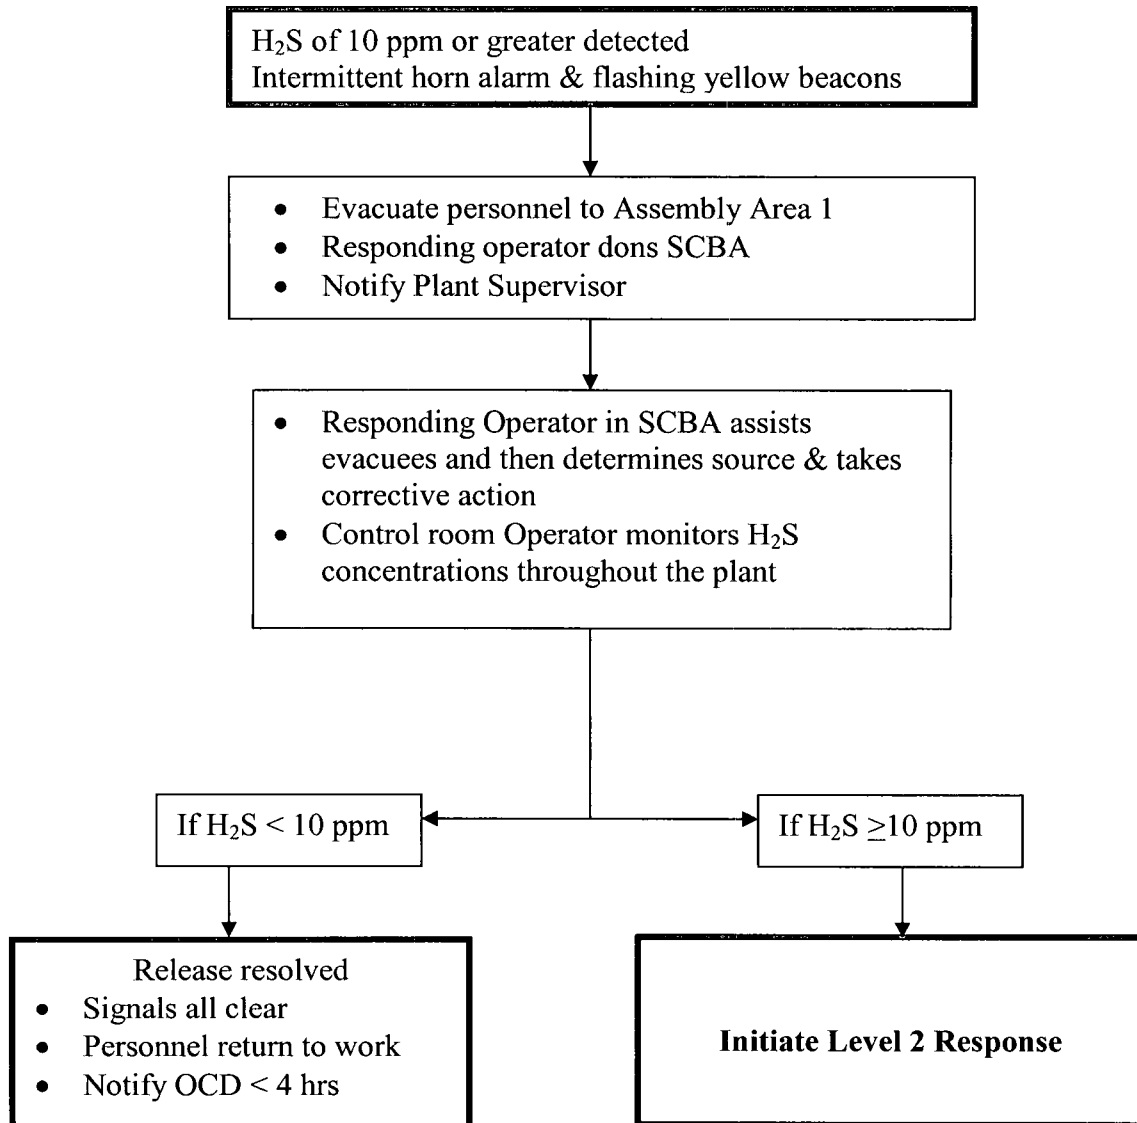 H₂S of 10 ppm or greater detected
Intermittent horn alarm & flashing yellow beacons
• Evacuate personnel to Assembly Area 1
• Responding operator dons SCBA
• Notify Plant Supervisor
• Responding Operator in SCBA assists
evacuees and then determines source & takes
corrective action
• Control room Operator monitors H₂S
concentrations throughout the plant
If H₂S < 10 ppm
If H₂S ≥10 ppm
Release resolved
• Signals all clear
• Personnel return to work
• Notify OCD < 4 hrs
Initiate Level 2 Response